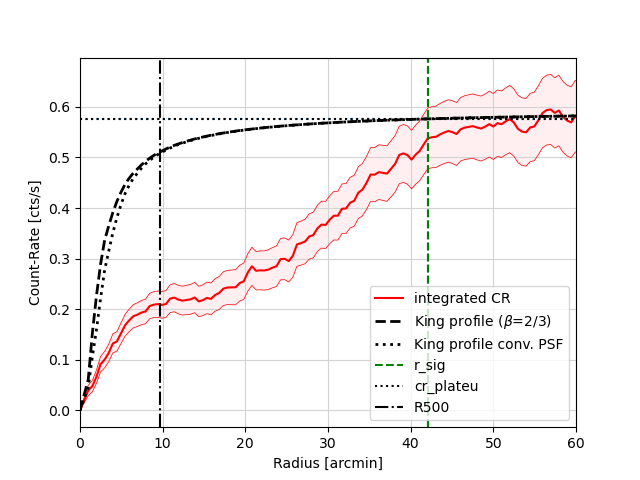 Count-Rate [cts/s]
0.6
0.5
0.4
0.3
0.2
0.1
0.0
integrated CR
King profile (β=2/3)
King profile conv. PSF
r_sig
cr_plateu
R500
0 10 20 30 40 50 60
Radius [arcmin]